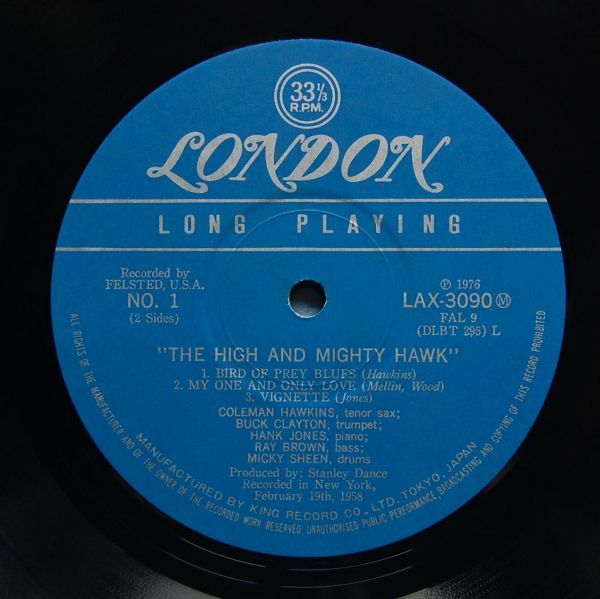 33 1/3
R.P.M.
LONDON
LONG PLAYING
Recorded by
FELSTED, U.S.A.
NO. 1
(2 Sides)
℗ 1976
LAX-3090 Ⓜ
FAL 9
(DLBT 295) L
"THE HIGH AND MIGHTY HAWK"
1. BIRD OF PREY BLUFS (Hawkins)
2. MY ONE AND ONLY LOVE (Mellin, Wood)
3. VIGNETTE (Jones)
COLEMAN HAWKINS, tenor sax;
BUCK CLAYTON, trumpet;
HANK JONES, piano;
RAY BROWN, bass;
MICKY SHEEN, drums
Produced by: Stanley Dance
Recorded in New York,
February 19th, 1958
MANUFACTURED BY KING RECORD CO., LTD. TOKYO. JAPAN
ALL RIGHTS OF THE MANUFACTURER AND OF THE OWNER OF THE RECORDED WORK RESERVED, UNAUTHORISED PUBLIC PERFORMANCE, BROADCASTING AND COPYING OF THIS RECORD PROHIBITED